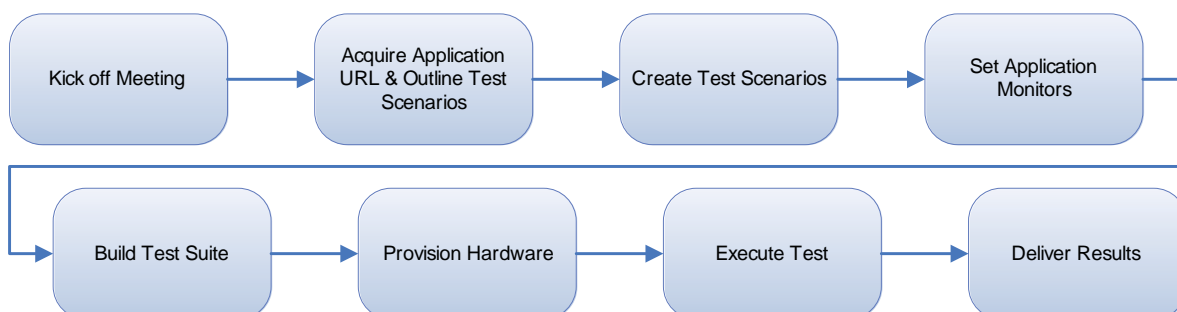 Kick off Meeting
Acquire Application
URL & Outline Test
Scenarios
Create Test Scenarios
Set Application
Monitors
Build Test Suite
Provision Hardware
Execute Test
Deliver Results